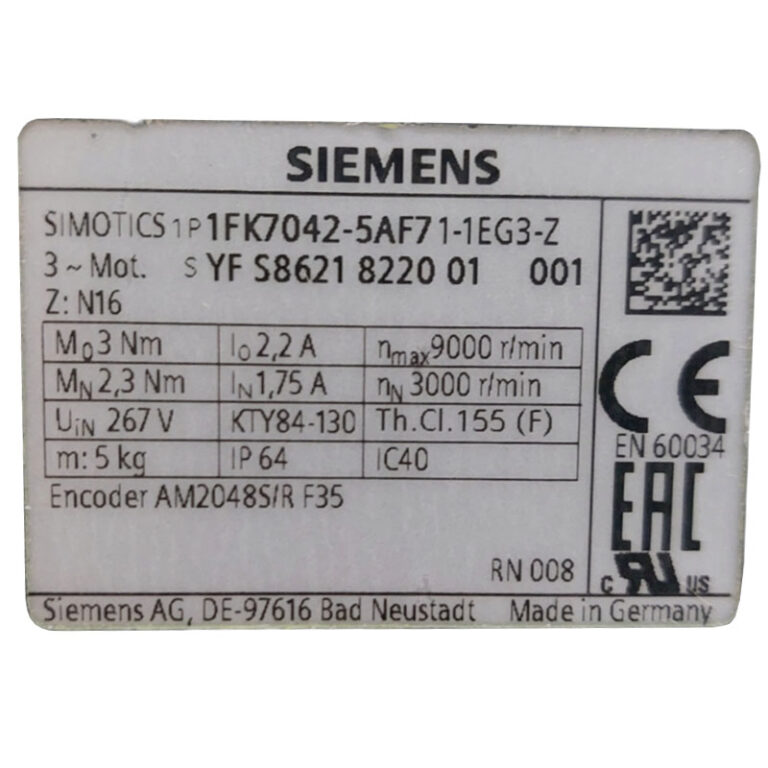 SIEMENS
SIMOTICS 1P 1FK7042-5AF71-1EG3-Z
3 ~ Mot. S YF S8621 8220 01 001
Z: N16
M0 3 Nm I0 2,2 A nmax 9000 r/min
MN 2,3 Nm IN 1,75 A nN 3000 r/min
UiN 267 V KTY84-130 Th.Cl.155 (F)
m: 5 kg IP 64 IC40
Encoder AM2048S/R F35
RN 008
CE
EN 60034
EAC
c RU us
Siemens AG, DE-97616 Bad Neustadt Made in Germany